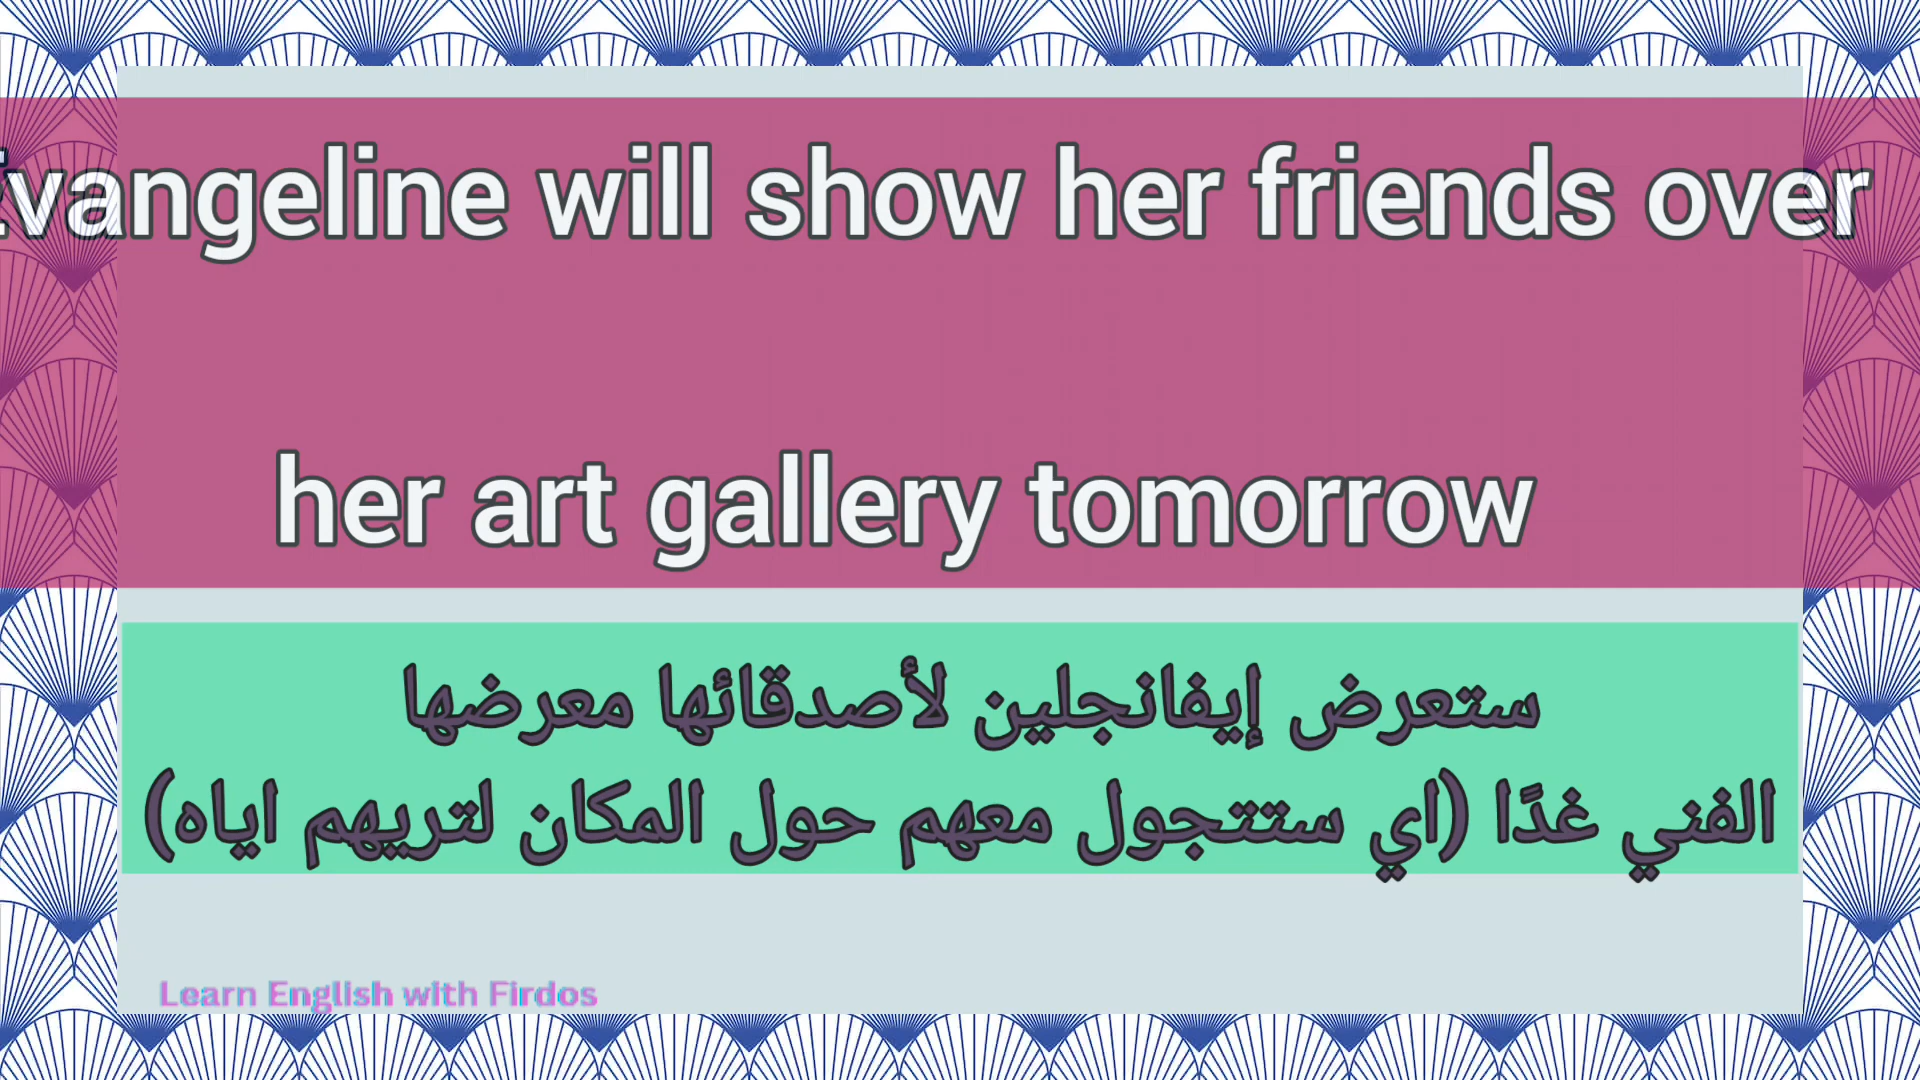 Evangeline will show her friends over
her art gallery tomorrow
ستعرض إيفانجلين لأصدقائها معرضها
الفني غدًا (اي ستتجول معهم حول المكان لتريهم اياه)
Learn English with Firdos